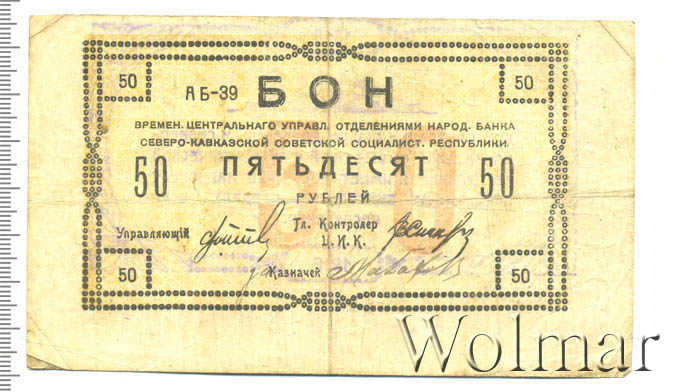 50 50
АБ-39 БОН
ВРЕМЕН. ЦЕНТРАЛЬНАГО УПРАВЛ. ОТДЕЛЕНИЯМИ НАРОД. БАНКА
СЕВЕРО-КАВКАЗСКОЙ СОВЕТСКОЙ СОЦИАЛИСТ. РЕСПУБЛИКИ
50 ПЯТЬДЕСЯТ 50
РУБЛЕЙ
Управляющій Гл. Контролер
Ц.И.К.
Казначей
50 50
Wolmar